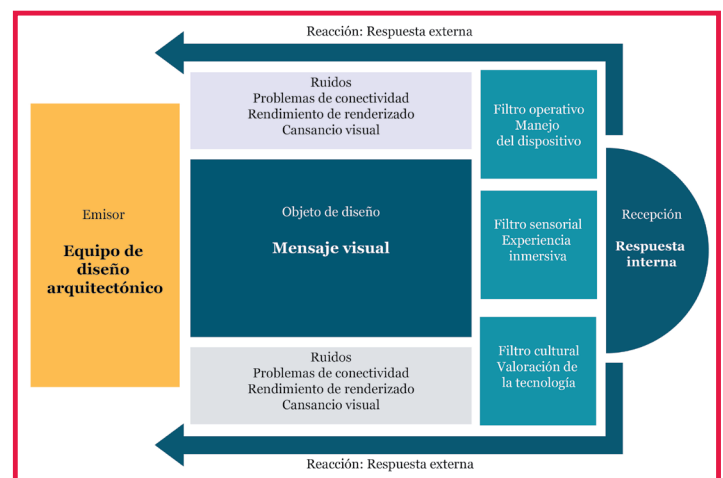 Reacción: Respuesta externa
Ruidos
Problemas de conectividad
Rendimiento de renderizado
Cansancio visual
Filtro operativo
Manejo
del dispositivo
Emisor
Equipo de
diseño
arquitectónico
Objeto de diseño
Mensaje visual
Filtro sensorial
Experiencia
inmersiva
Recepción
Respuesta
interna
Ruidos
Problemas de conectividad
Rendimiento de renderizado
Cansancio visual
Filtro cultural
Valoración de
la tecnología
Reacción: Respuesta externa